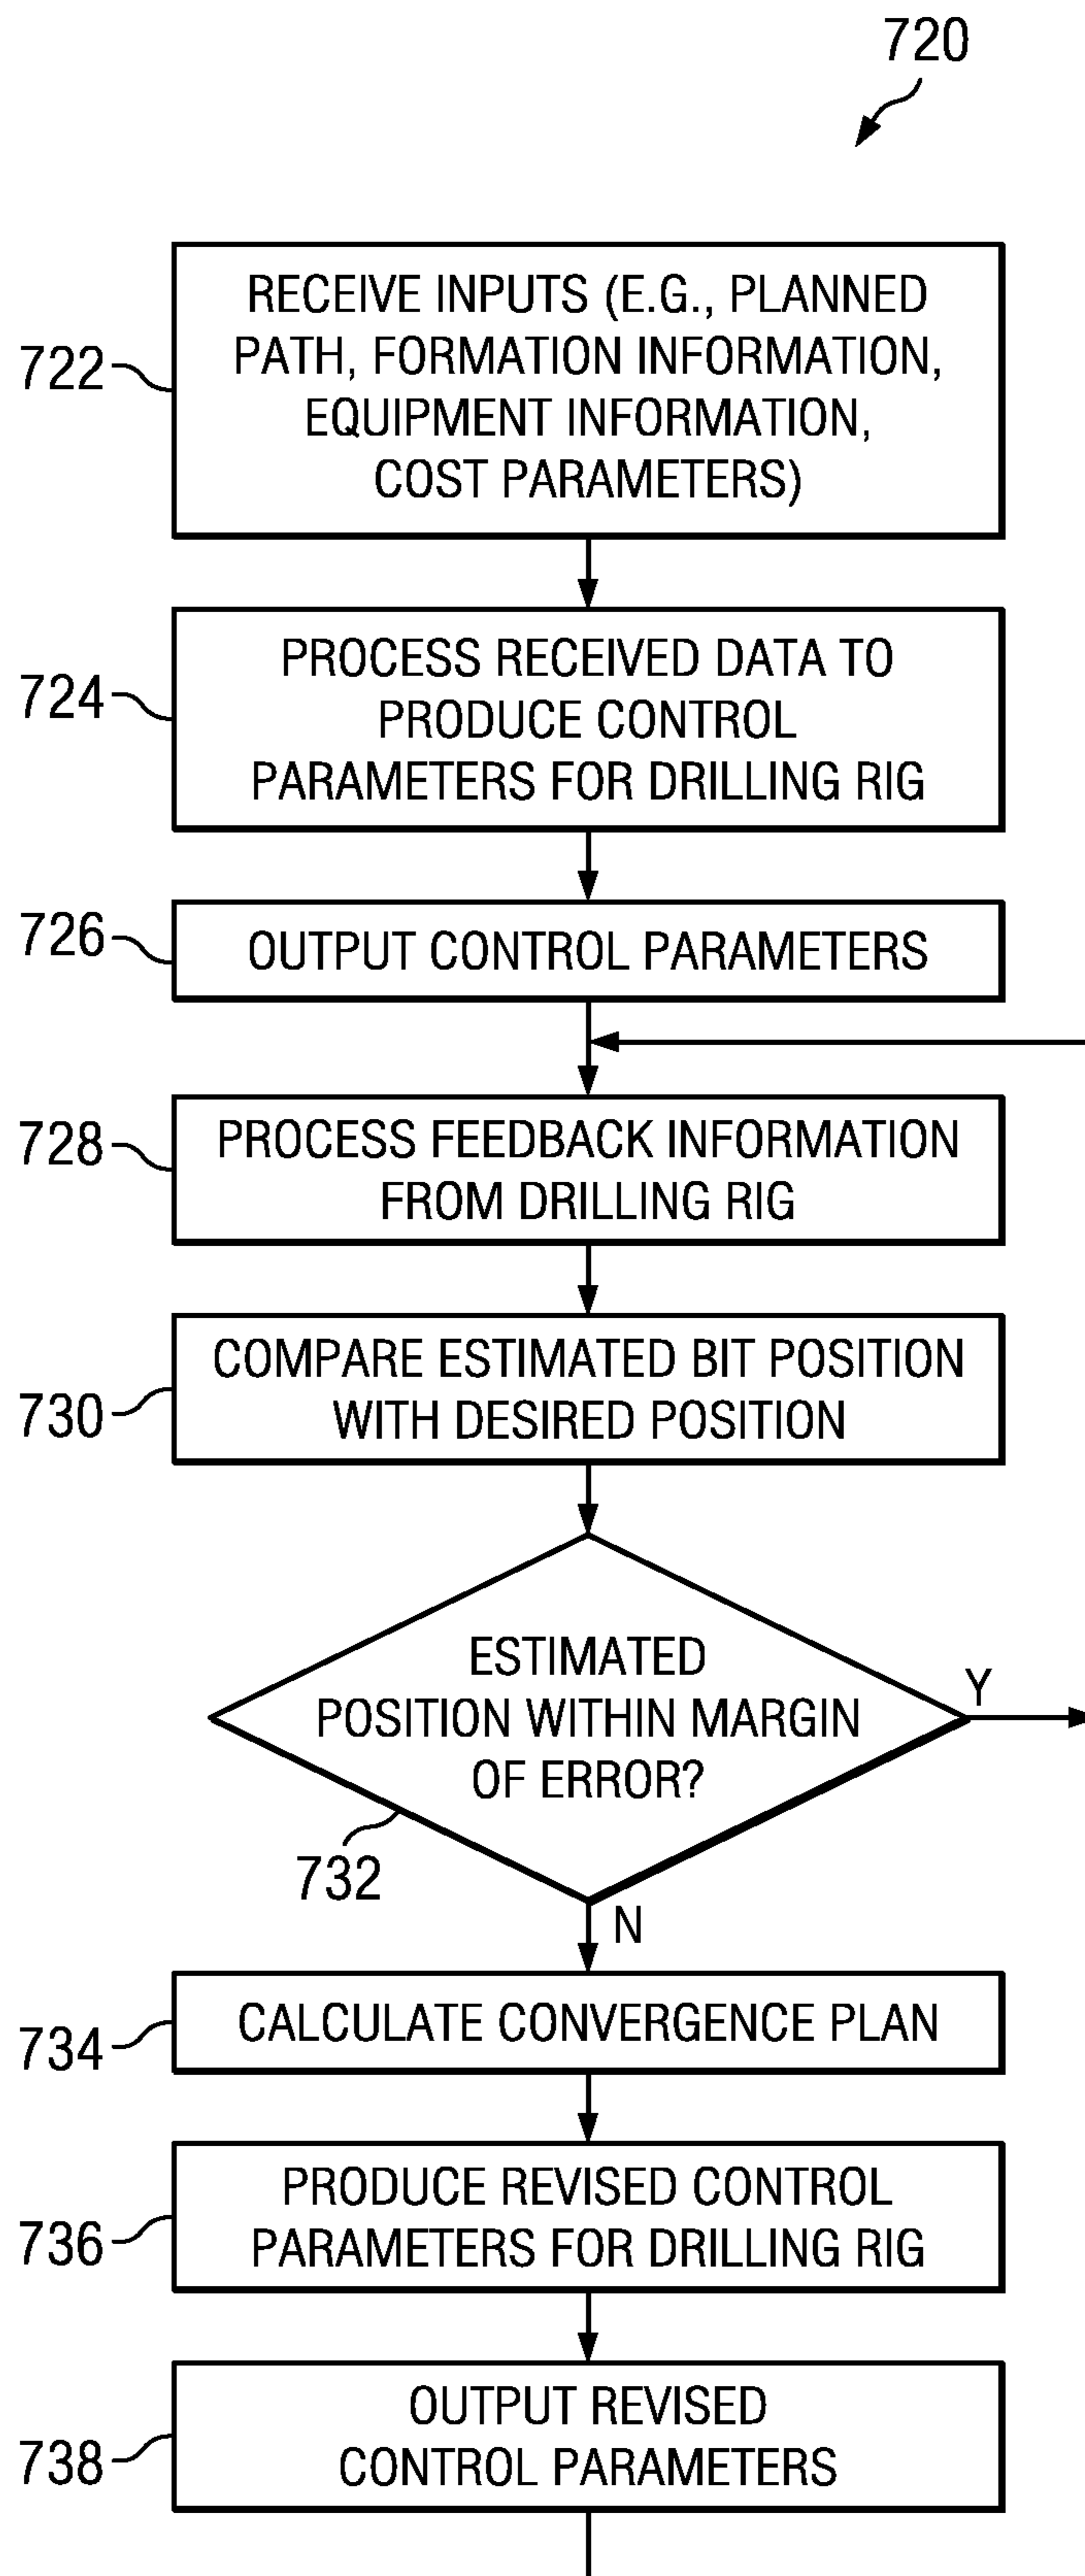 720
722
RECEIVE INPUTS (E.G., PLANNED
PATH, FORMATION INFORMATION,
EQUIPMENT INFORMATION,
COST PARAMETERS)
724
PROCESS RECEIVED DATA TO
PRODUCE CONTROL
PARAMETERS FOR DRILLING RIG
726
OUTPUT CONTROL PARAMETERS
728
PROCESS FEEDBACK INFORMATION
FROM DRILLING RIG
730
COMPARE ESTIMATED BIT POSITION
WITH DESIRED POSITION
ESTIMATED
POSITION WITHIN MARGIN
OF ERROR?
Y
732
N
734
CALCULATE CONVERGENCE PLAN
736
PRODUCE REVISED CONTROL
PARAMETERS FOR DRILLING RIG
738
OUTPUT REVISED
CONTROL PARAMETERS